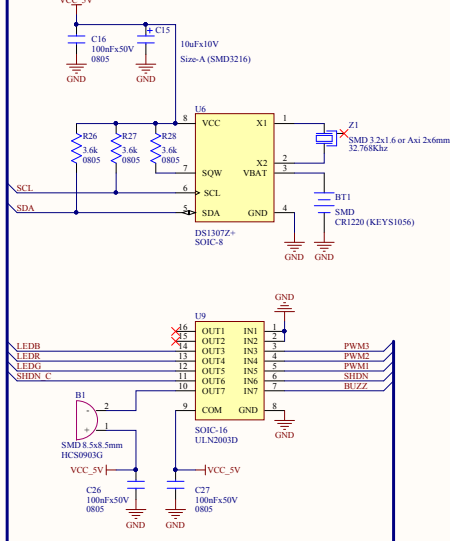 VCC_5V
C16
100nFx50V
0805
GND
+ C15
10uFx10V
Size-A (SMD3216)
GND
R26
3.6k
0805
R27
3.6k
0805
R28
3.6k
0805
U6
8 VCC X1 1
X2 2
7 SQW VBAT 3
6 SCL
5 SDA GND 4
DS1307Z+
SOIC-8
SCL
SDA
Z1
SMD 3.2x1.6 or Axi 2x6mm
32.768Khz
BT1
SMD
CR1220 (KEYS1056)
GND
GND
GND
U9
16 OUT1 IN1 1
15 OUT2 IN2 2
LEDB 14 OUT3 IN3 3 PWM3
LEDR 13 OUT4 IN4 4 PWM2
LEDG 12 OUT5 IN5 5 PWM1
SHDN_C 11 OUT6 IN6 6 SHDN
10 OUT7 IN7 7 BUZZ
9 COM GND 8
GND
SOIC-16
ULN2003D
B1
- 2
+ 1
SMD 8.5x8.5mm
HCS0903G
VCC_5V
VCC_5V
C26
100nFx50V
0805
GND
C27
100nFx50V
0805
GND